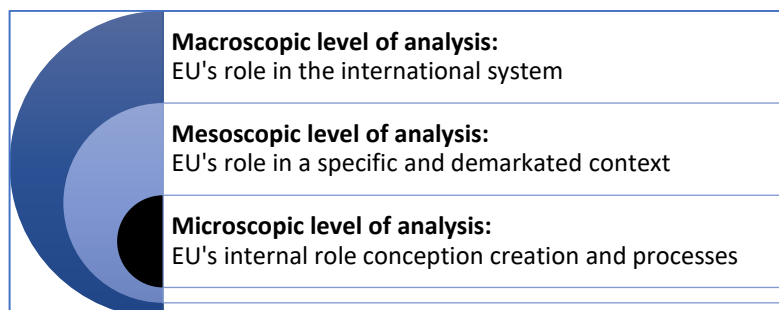 Macroscopic level of analysis:
EU's role in the international system
Mesoscopic level of analysis:
EU's role in a specific and demarkated context
Microscopic level of analysis:
EU's internal role conception creation and processes